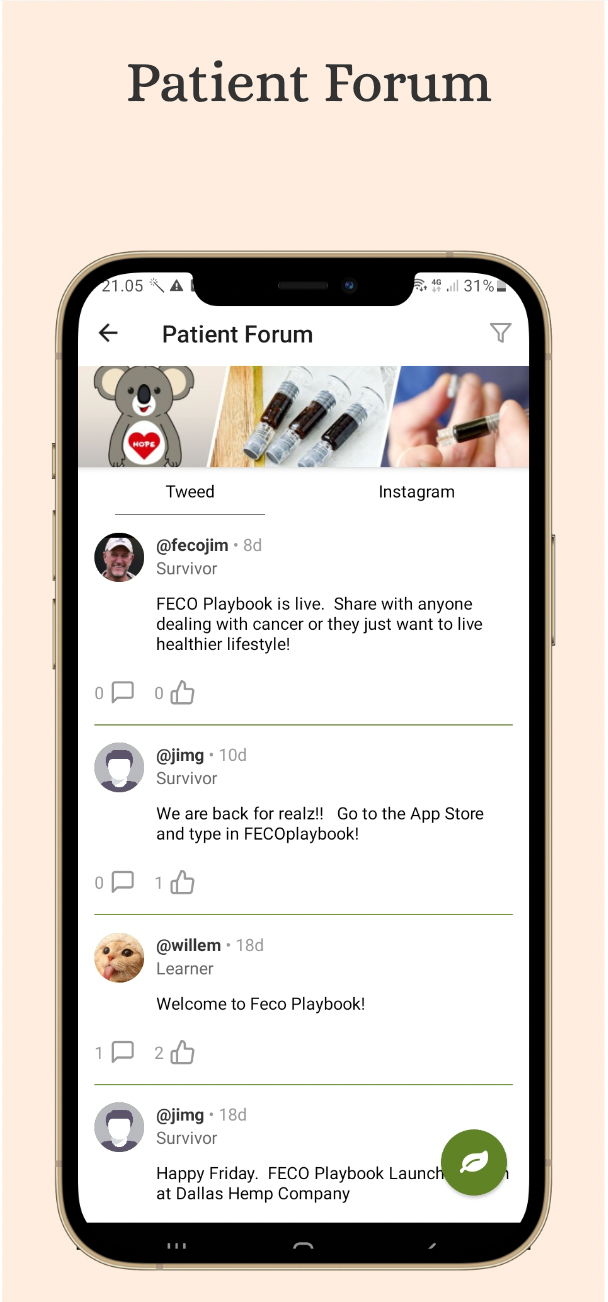 Patient Forum
21.05 4G 31%
Patient Forum
HOPE
Tweed Instagram
@fecojim • 8d
Survivor
FECO Playbook is live.  Share with anyone
dealing with cancer or they just want to live
healthier lifestyle!
0 0
@jimg • 10d
Survivor
We are back for realz!!   Go to the App Store
and type in FECOplaybook!
0 1
@willem • 18d
Learner
Welcome to Feco Playbook!
1 2
@jimg • 18d
Survivor
Happy Friday.  FECO Playbook Launch
at Dallas Hemp Company